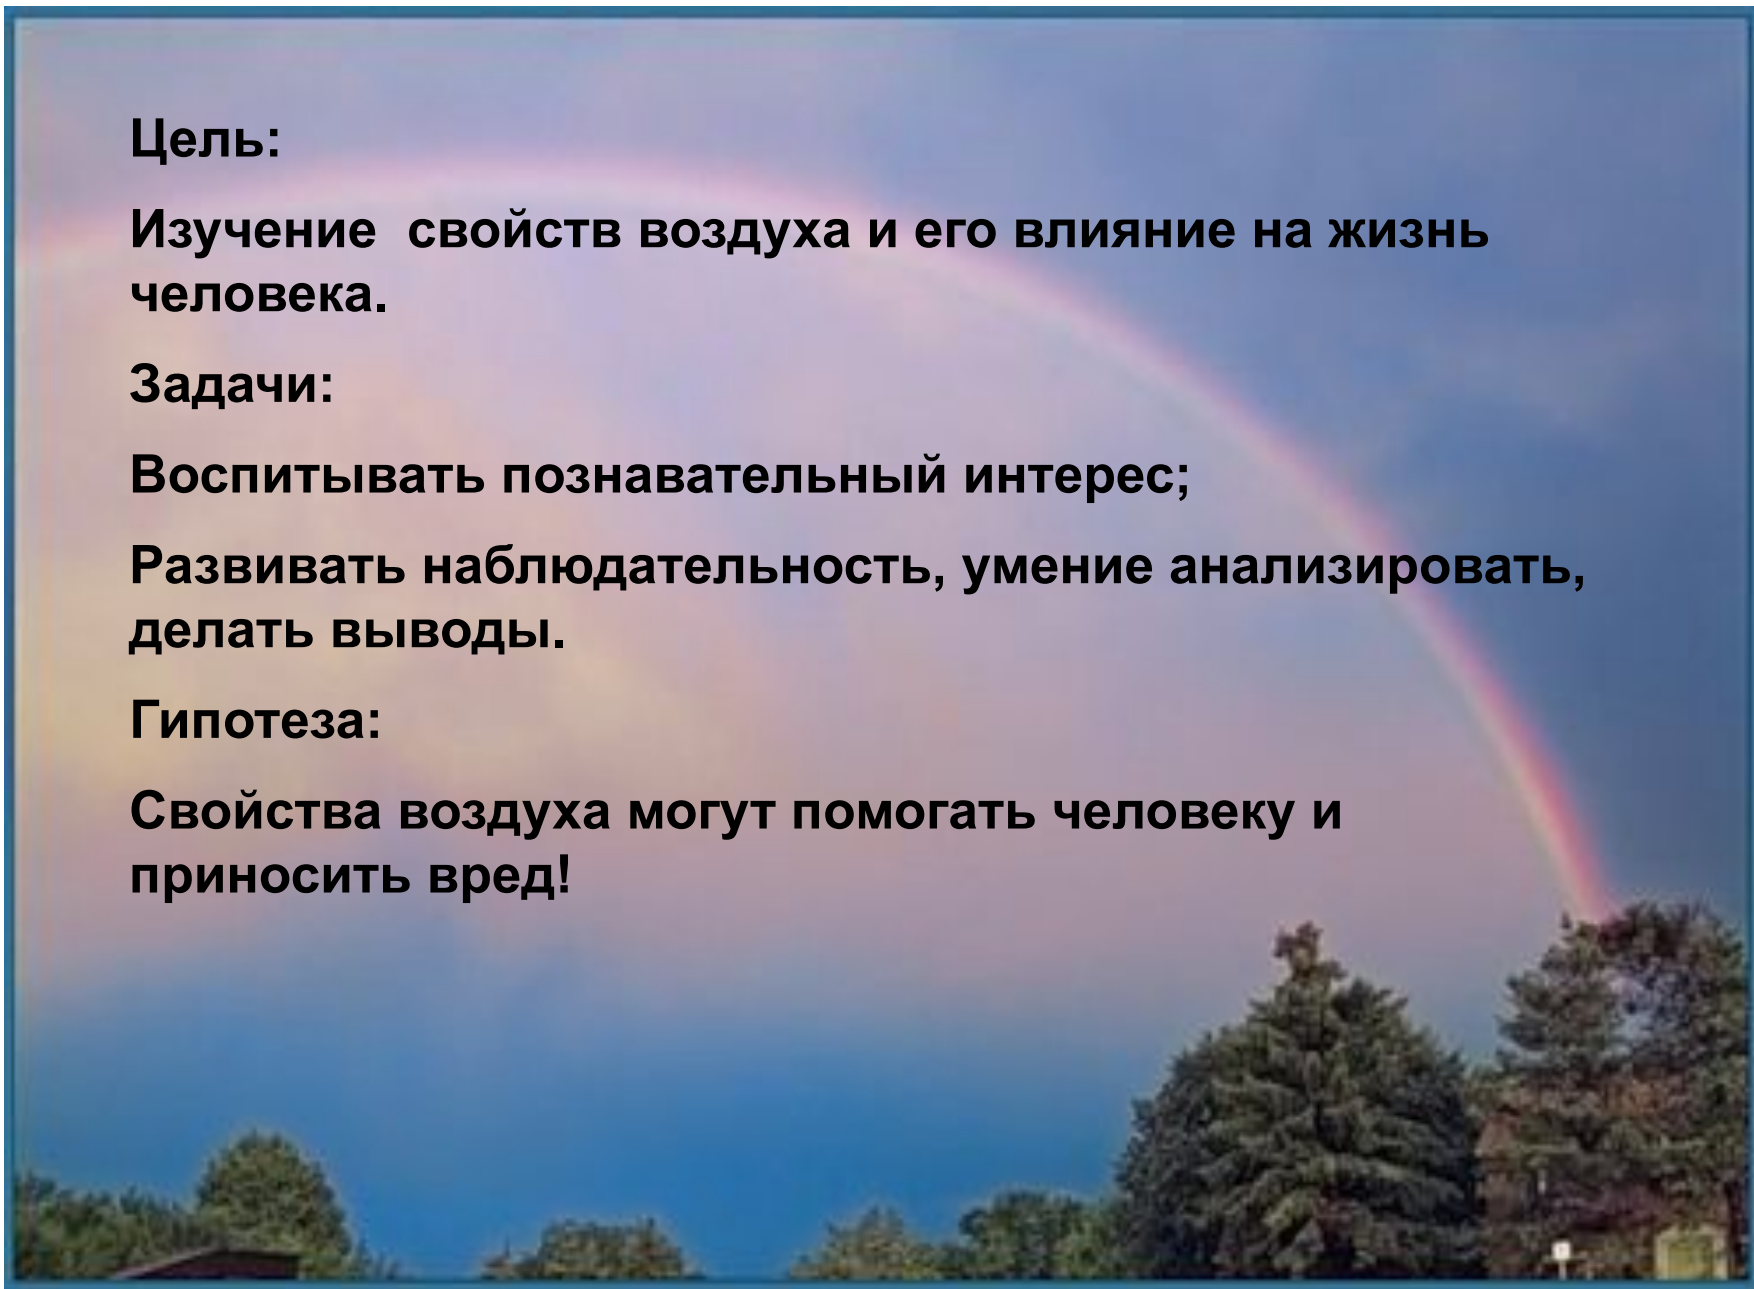 Цель:
Изучение свойств воздуха и его влияние на жизнь
человека.
Задачи:
Воспитывать познавательный интерес;
Развивать наблюдательность, умение анализировать,
делать выводы.
Гипотеза:
Свойства воздуха могут помогать человеку и
приносить вред!